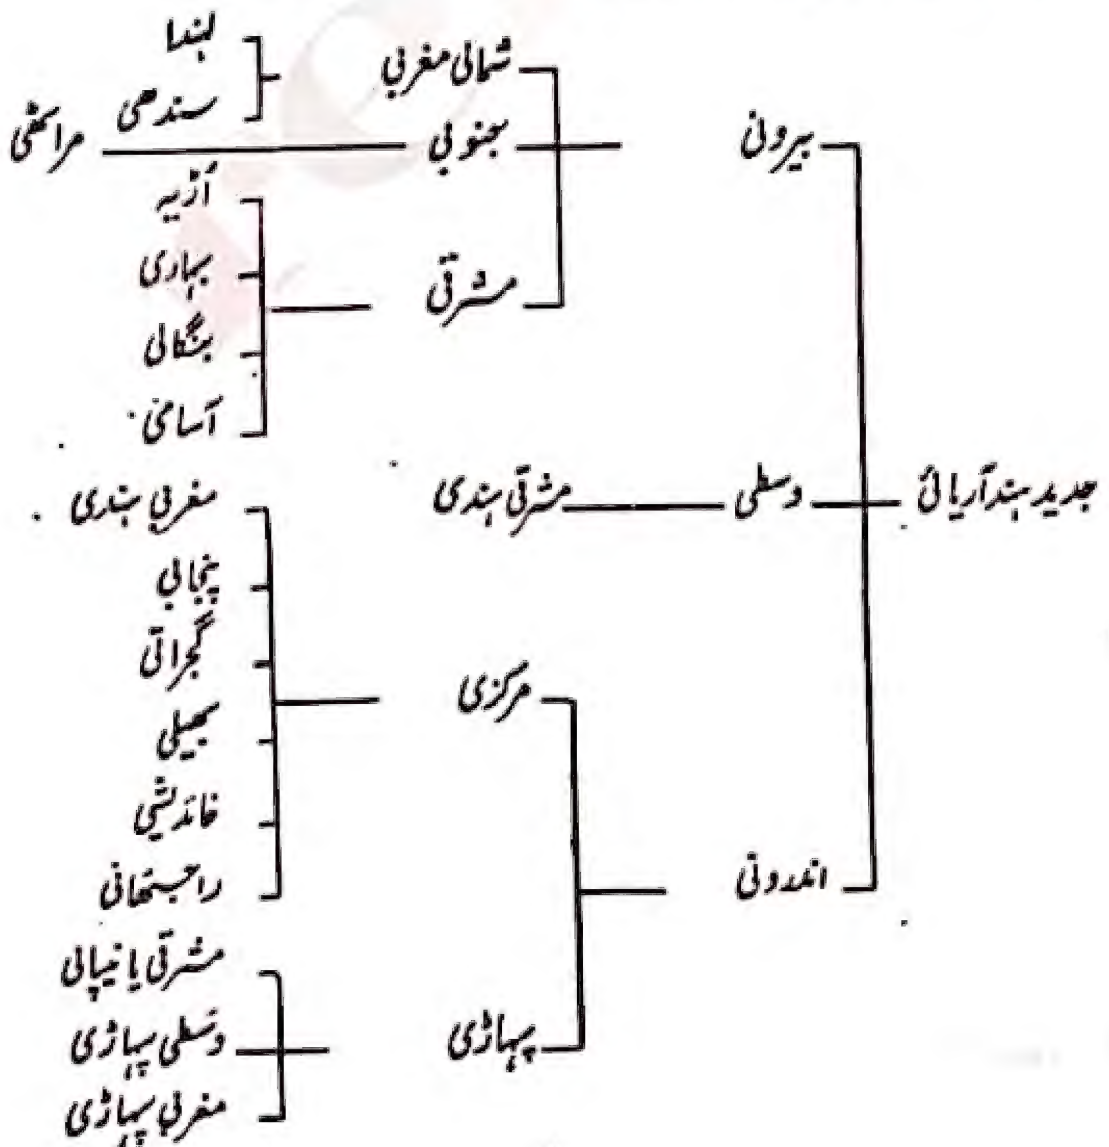 لہندا
شمالی مغربی
سندھی
بیرونی
جنوبی
مراٹھی
اڑیہ
بہاری
مشرقی
بنگالی
آسامی
جدید ہند آریائی
وسطی
مشرقی ہندی
مغربی ہندی
پنجابی
گجراتی
مرکزی
بھیلی
خاندیشی
اندرونی
راجستھانی
مشرقی یا نیپالی
پہاڑی
وسطی پہاڑی
مغربی پہاڑی